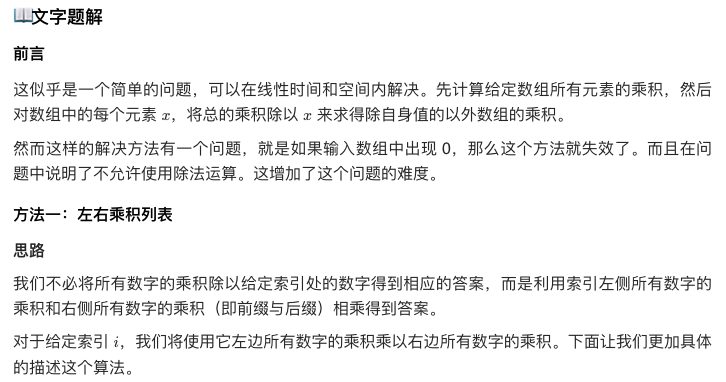 📖文字题解
前言
这似乎是一个简单的问题，可以在线性时间和空间内解决。先计算给定数组所有元素的乘积，然后
对数组中的每个元素 x，将总的乘积除以 x 来求得除自身值的以外数组的乘积。
然而这样的解决方法有一个问题，就是如果输入数组中出现 0，那么这个方法就失效了。而且在问
题中说明了不允许使用除法运算。这增加了这个问题的难度。
方法一：左右乘积列表
思路
我们不必将所有数字的乘积除以给定索引处的数字得到相应的答案，而是利用索引左侧所有数字的
乘积和右侧所有数字的乘积（即前缀与后缀）相乘得到答案。
对于给定索引 i，我们将使用它左边所有数字的乘积乘以右边所有数字的乘积。下面让我们更加具体
的描述这个算法。